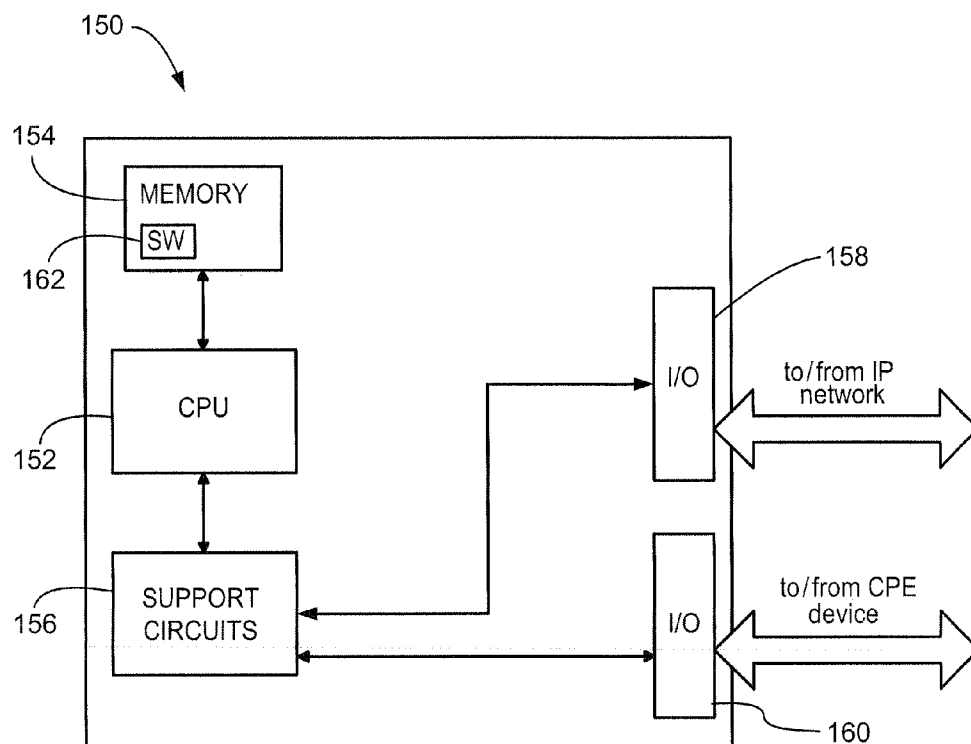 150
154
MEMORY
SW
162
158
I/O
to/from IP
network
CPU
152
SUPPORT
CIRCUITS
156
I/O
to/from CPE
device
160